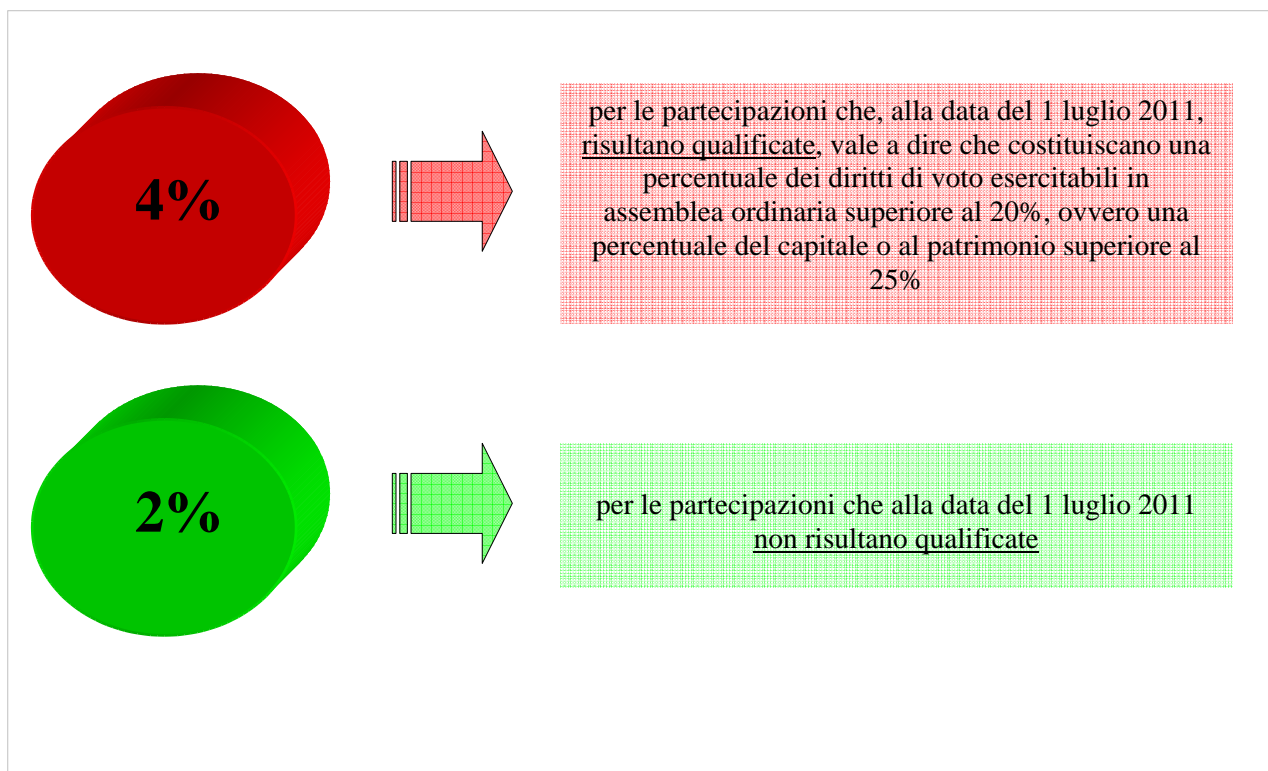 4%
per le partecipazioni che, alla data del 1 luglio 2011,
risultano qualificate, vale a dire che costituiscano una
percentuale dei diritti di voto esercitabili in
assemblea ordinaria superiore al 20%, ovvero una
percentuale del capitale o al patrimonio superiore al
25%
2%
per le partecipazioni che alla data del 1 luglio 2011
non risultano qualificate